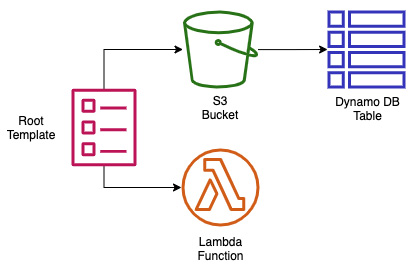 S3
Bucket
Dynamo DB
Table
Root
Template
Lambda
Function